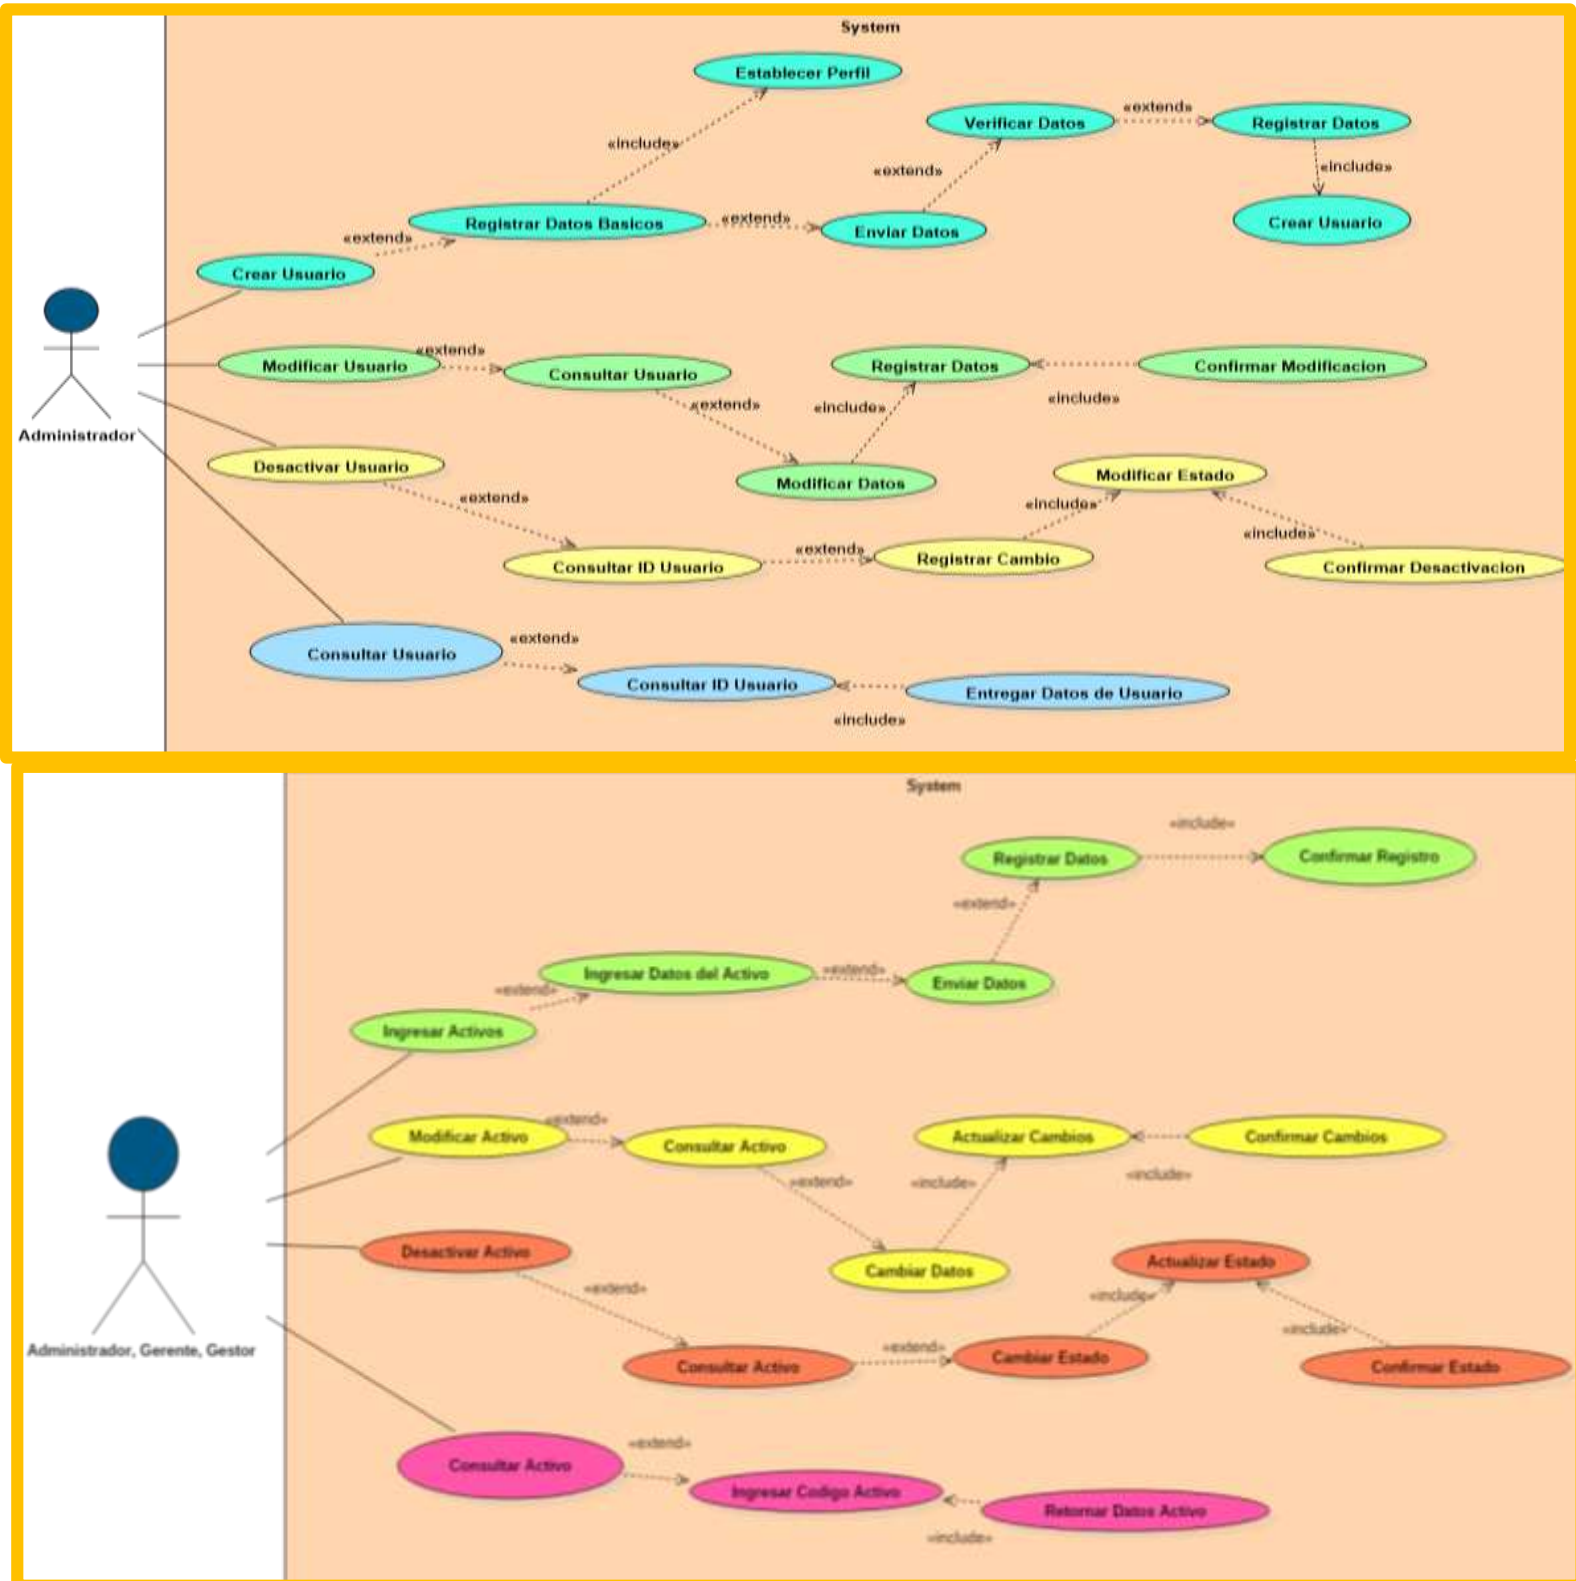 System
Establecer Perfil
«extend»
Verificar Datos
Registrar Datos
«include»
«extend»
«include»
Registrar Datos Basicos
«extend»
Enviar Datos
Crear Usuario
«extend»
Crear Usuario
Modificar Usuario
«extend»
Consultar Usuario
Registrar Datos
Confirmar Modificacion
«extend»
«include»
«include»
Administrador
Desactivar Usuario
Modificar Datos
Modificar Estado
«extend»
«include»
«include»
Consultar ID Usuario
«extend»
Registrar Cambio
Confirmar Desactivacion
Consultar Usuario
«extend»
Consultar ID Usuario
Entregar Datos de Usuario
«include»
System
«include»
Registrar Datos
Confirmar Registro
«extend»
Ingresar Datos del Activo
«extend»
Enviar Datos
«extend»
Ingresar Activos
Modificar Activo
«extend»
Consultar Activo
Actualizar Cambios
Confirmar Cambios
«extend»
«include»
«include»
Desactivar Activo
Cambiar Datos
Actualizar Estado
«extend»
«include»
«include»
Administrador, Gerente, Gestor
Consultar Activo
«extend»
Cambiar Estado
Confirmar Estado
Consultar Activo
«extend»
Ingresar Codigo Activo
Retornar Datos Activo
«include»